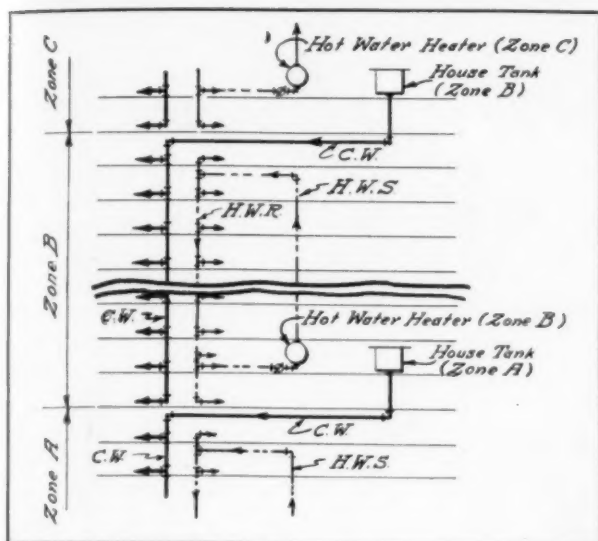 Hot Water Heater (Zone C)
House Tank
(Zone B)
Zone C
C.W.
H.W.S.
H.W.R.
Zone B
C.W.
Hot Water Heater (Zone B)
House Tank
(Zone A)
C.W.
Zone A
C.W.
H.W.S.